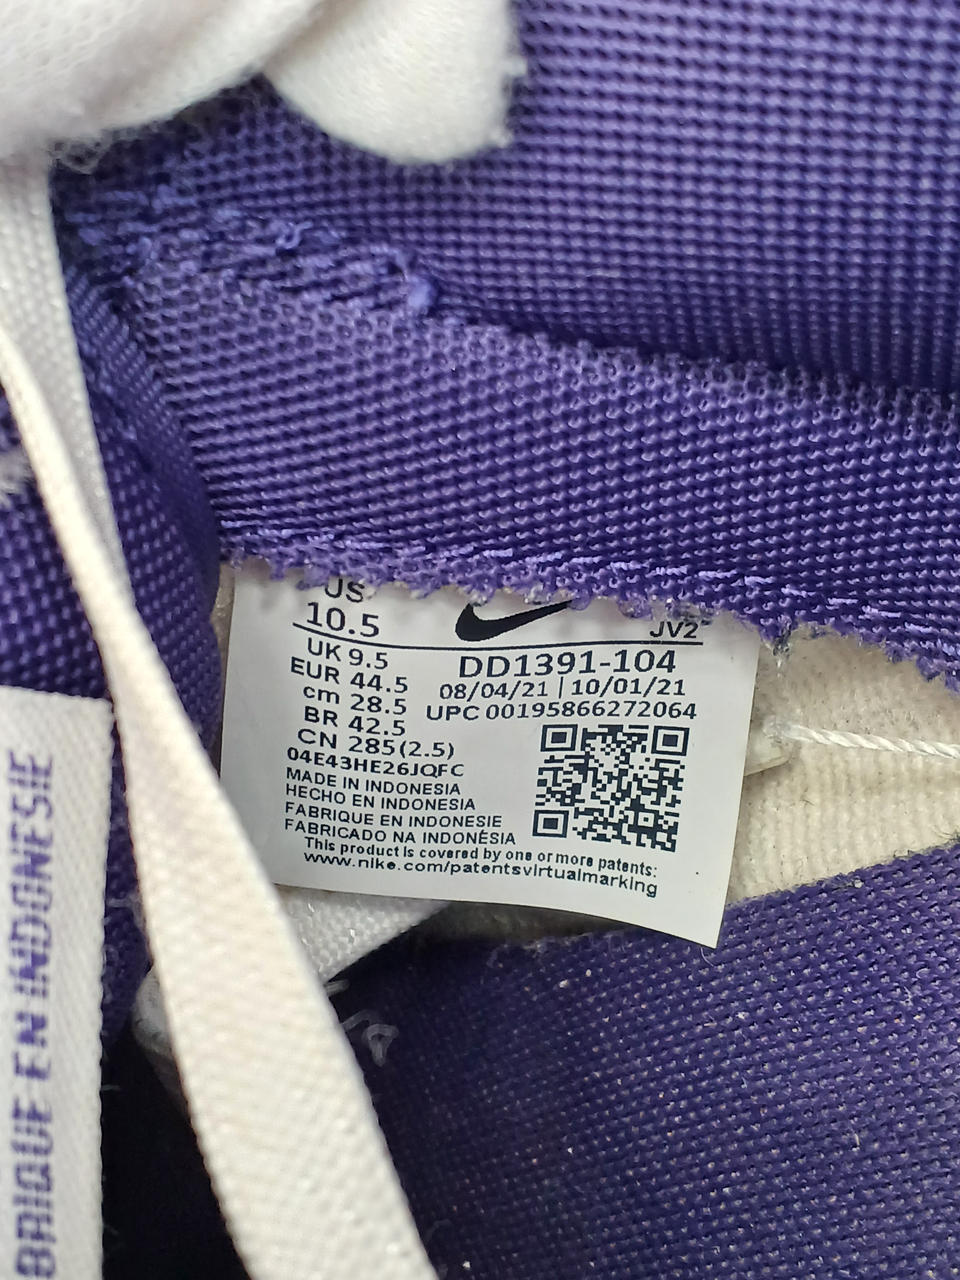 US
10.5
JV2
UK 9.5
EUR 44.5
cm 28.5
BR 42.5
CN 285(2.5)
DD1391-104
08/04/21 | 10/01/21
UPC 00195866272064
04E43HE26JQFC
MADE IN INDONESIA
HECHO EN INDONESIA
FABRIQUE EN INDONESIE
FABRICADO NA INDONÉSIA
This product is covered by one or more patents:
www.nike.com/patentsvirtualmarking
BRIQUE EN INDONESIE